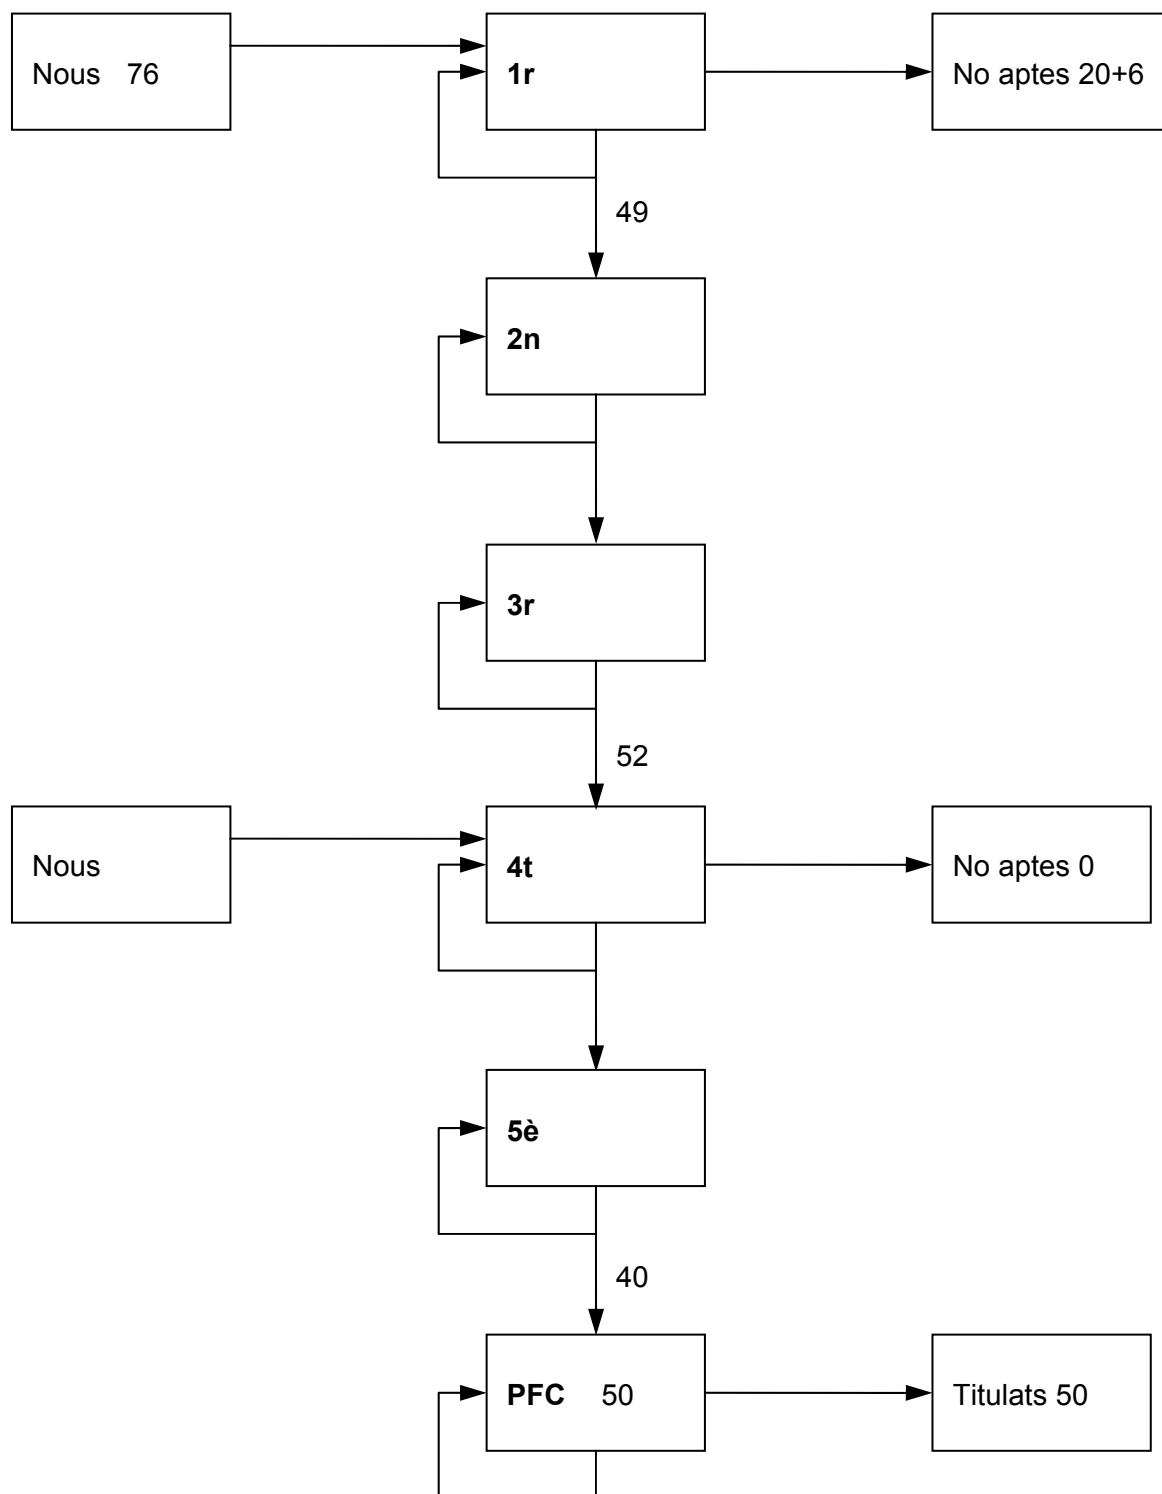 Nous 76
1r
No aptes 20+6
49
2n
3r
52
Nous
4t
No aptes 0
5è
40
PFC 50
Titulats 50